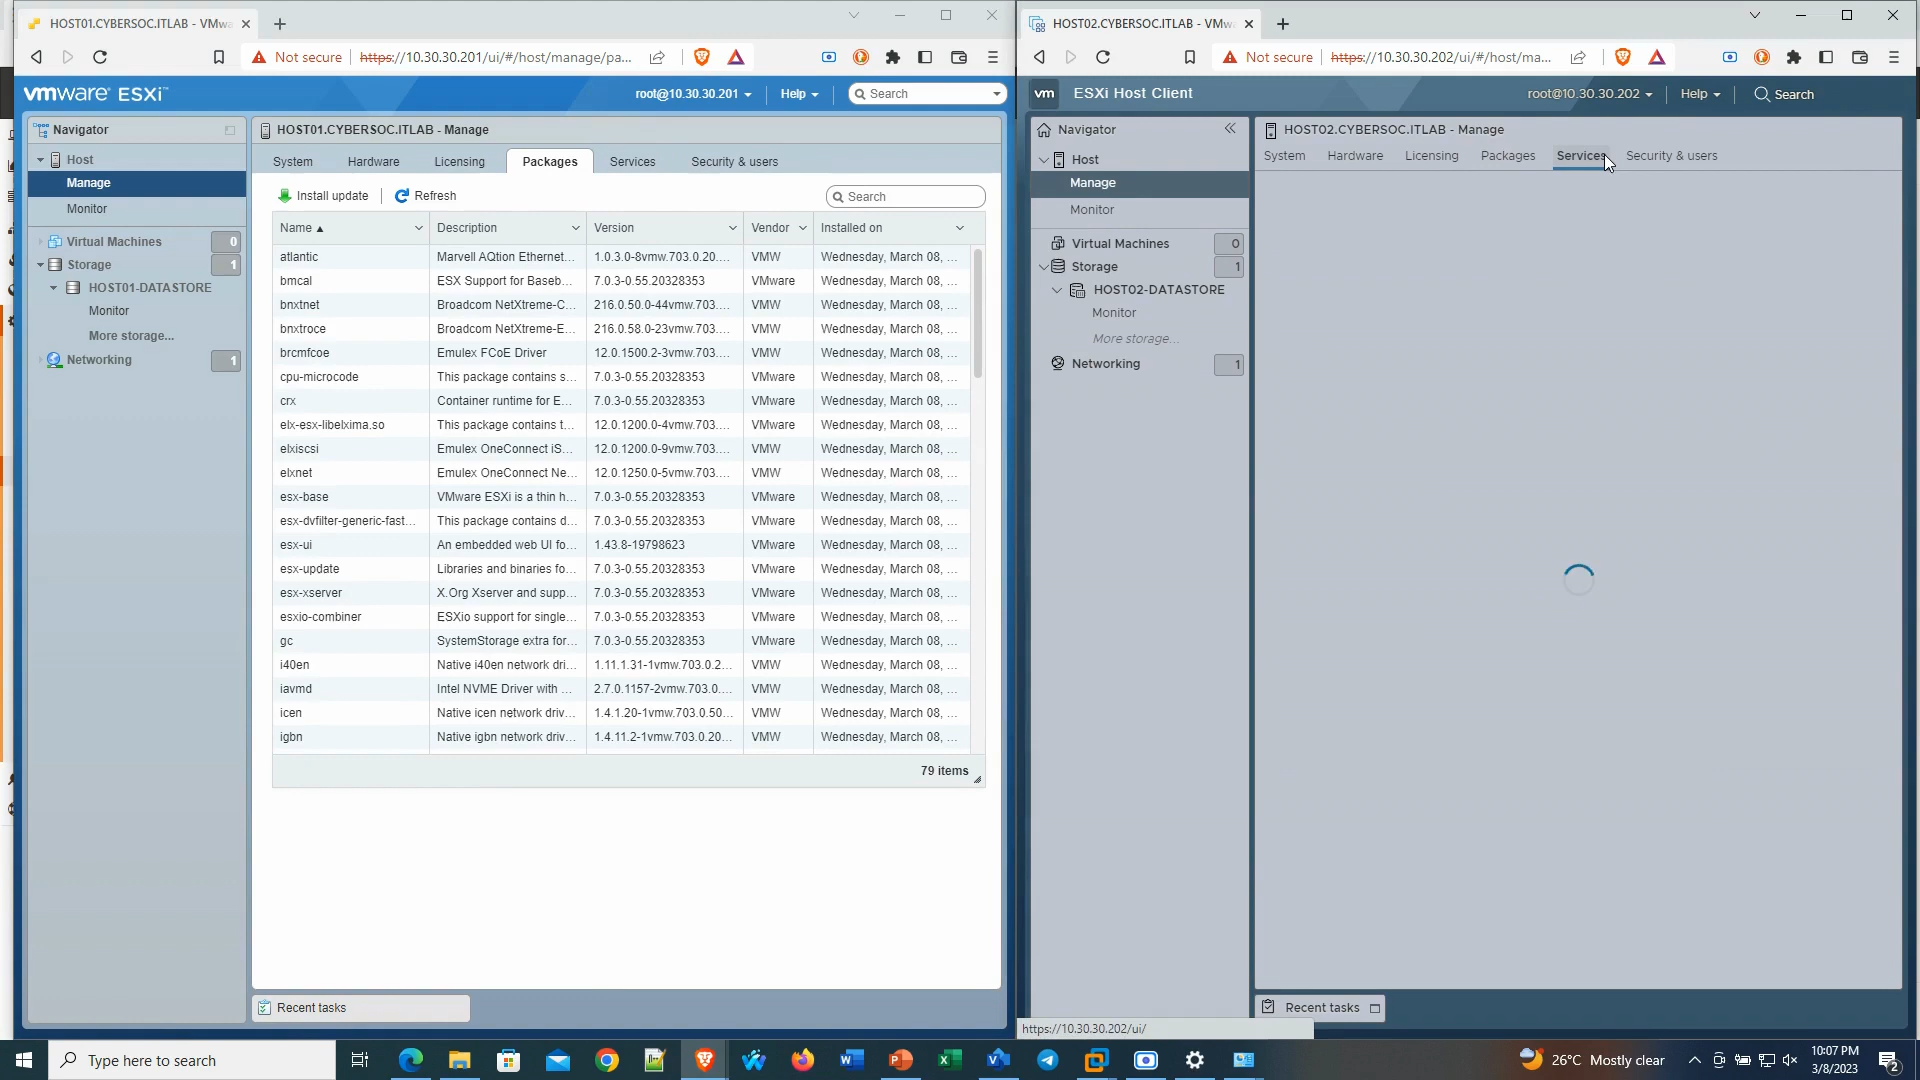 HOST01.CYBERSOC.ITLAB - VMwa
Not secure https://10.30.30.201/ui/#/host/manage/pa...
vmware ESXi™
root@10.30.30.201 Help Search
Navigator
Host
Manage
Monitor
Virtual Machines 0
Storage 1
HOST01-DATASTORE
Monitor
More storage...
Networking 1
HOST01.CYBERSOC.ITLAB - Manage
System Hardware Licensing Packages Services Security & users
Install update Refresh Search
Name Description Version Vendor Installed on
atlantic Marvell AQtion Ethernet... 1.0.3.0-8vmw.703.0.20.... VMW Wednesday, March 08, ...
bmcal ESX Support for Baseb... 7.0.3-0.55.20328353 VMware Wednesday, March 08, ...
bnxtnet Broadcom NetXtreme-C... 216.0.50.0-44vmw.703.... VMW Wednesday, March 08, ...
bnxtroce Broadcom NetXtreme-E... 216.0.58.0-23vmw.703.... VMW Wednesday, March 08, ...
brcmfcoe Emulex FCoE Driver 12.0.1500.2-3vmw.703.... VMW Wednesday, March 08, ...
cpu-microcode This package contains s... 7.0.3-0.55.20328353 VMware Wednesday, March 08, ...
crx Container runtime for E... 7.0.3-0.55.20328353 VMware Wednesday, March 08, ...
elx-esx-libelxima.so This package contains t... 12.0.1200.0-4vmw.703.... VMW Wednesday, March 08, ...
elxiscsi Emulex OneConnect iS... 12.0.1200.0-9vmw.703.... VMW Wednesday, March 08, ...
elxnet Emulex OneConnect Ne... 12.0.1250.0-5vmw.703.... VMW Wednesday, March 08, ...
esx-base VMware ESXi is a thin h... 7.0.3-0.55.20328353 VMware Wednesday, March 08, ...
esx-dvfilter-generic-fast... This package contains d... 7.0.3-0.55.20328353 VMware Wednesday, March 08, ...
esx-ui An embedded web UI fo... 1.43.8-19798623 VMware Wednesday, March 08, ...
esx-update Libraries and binaries fo... 7.0.3-0.55.20328353 VMware Wednesday, March 08, ...
esx-xserver X.Org Xserver and supp... 7.0.3-0.55.20328353 VMware Wednesday, March 08, ...
esxio-combiner ESXio support for single... 7.0.3-0.55.20328353 VMware Wednesday, March 08, ...
gc SystemStorage extra for... 7.0.3-0.55.20328353 VMware Wednesday, March 08, ...
i40en Native i40en network dri... 1.11.1.31-1vmw.703.0.2... VMW Wednesday, March 08, ...
iavmd Intel NVME Driver with ... 2.7.0.1157-2vmw.703.0.... VMW Wednesday, March 08, ...
icen Native icen network driv... 1.4.1.20-1vmw.703.0.50... VMW Wednesday, March 08, ...
igbn Native igbn network driv... 1.4.11.2-1vmw.703.0.20... VMW Wednesday, March 08, ...
79 items
Recent tasks
HOST02.CYBERSOC.ITLAB - VMw
Not secure https://10.30.30.202/ui/#/host/ma...
vm ESXi Host Client
root@10.30.30.202 Help Search
Navigator
Host
Manage
Monitor
Virtual Machines 0
Storage 1
HOST02-DATASTORE
Monitor
More storage...
Networking 1
HOST02.CYBERSOC.ITLAB - Manage
System Hardware Licensing Packages Services Security & users
Recent tasks
https://10.30.30.202/ui/
Type here to search
26°C Mostly clear
10:07 PM
3/8/2023
2